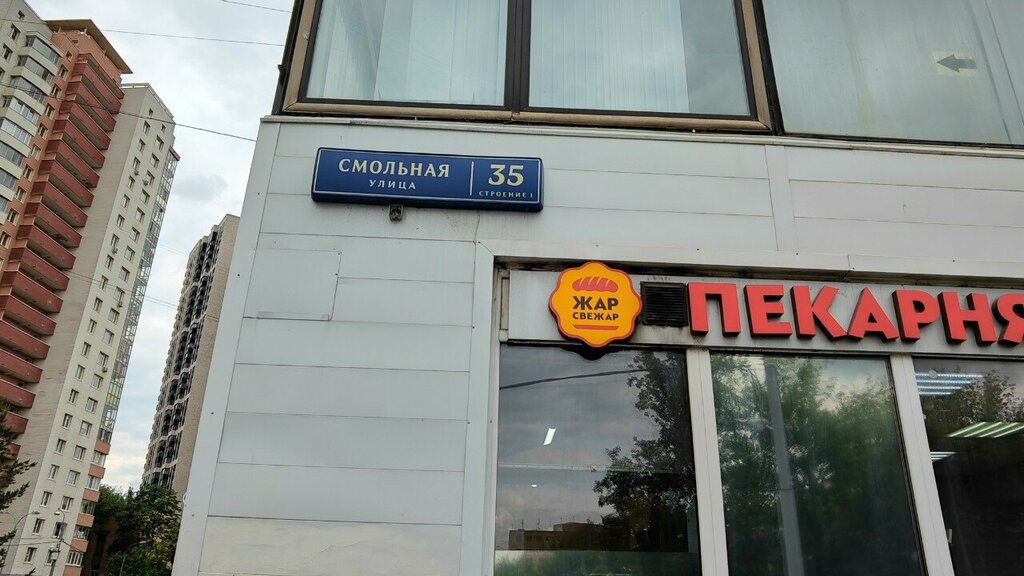 СМОЛЬНАЯ
УЛИЦА
35
СТРОЕНИЕ 1
ЖАР
СВЕЖАР
ПЕКАРНЯ